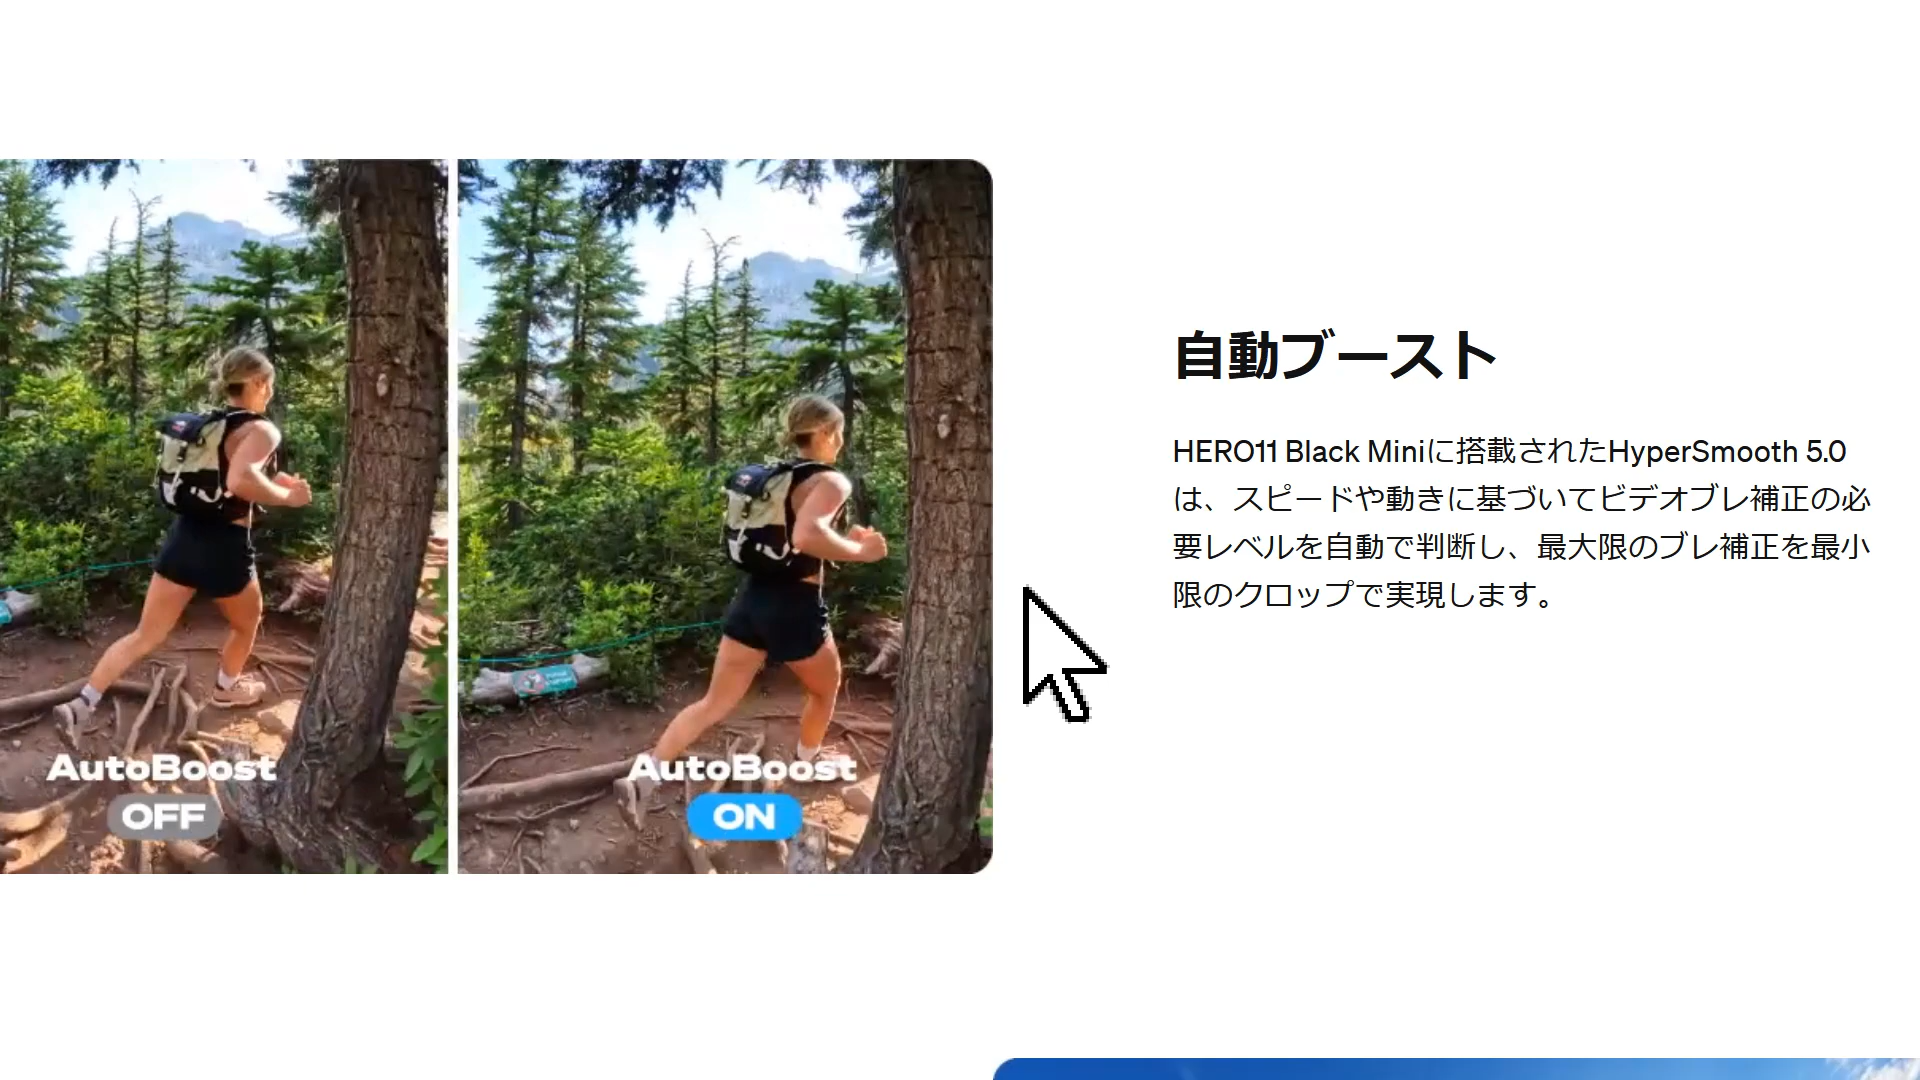 自動ブースト
HERO11 Black Miniに搭載されたHyperSmooth 5.0
は、スピードや動きに基づいてビデオブレ補正の必
要レベルを自動で判断し、最大限のブレ補正を最小
限のクロップで実現します。
AutoBoost
OFF
AutoBoost
ON